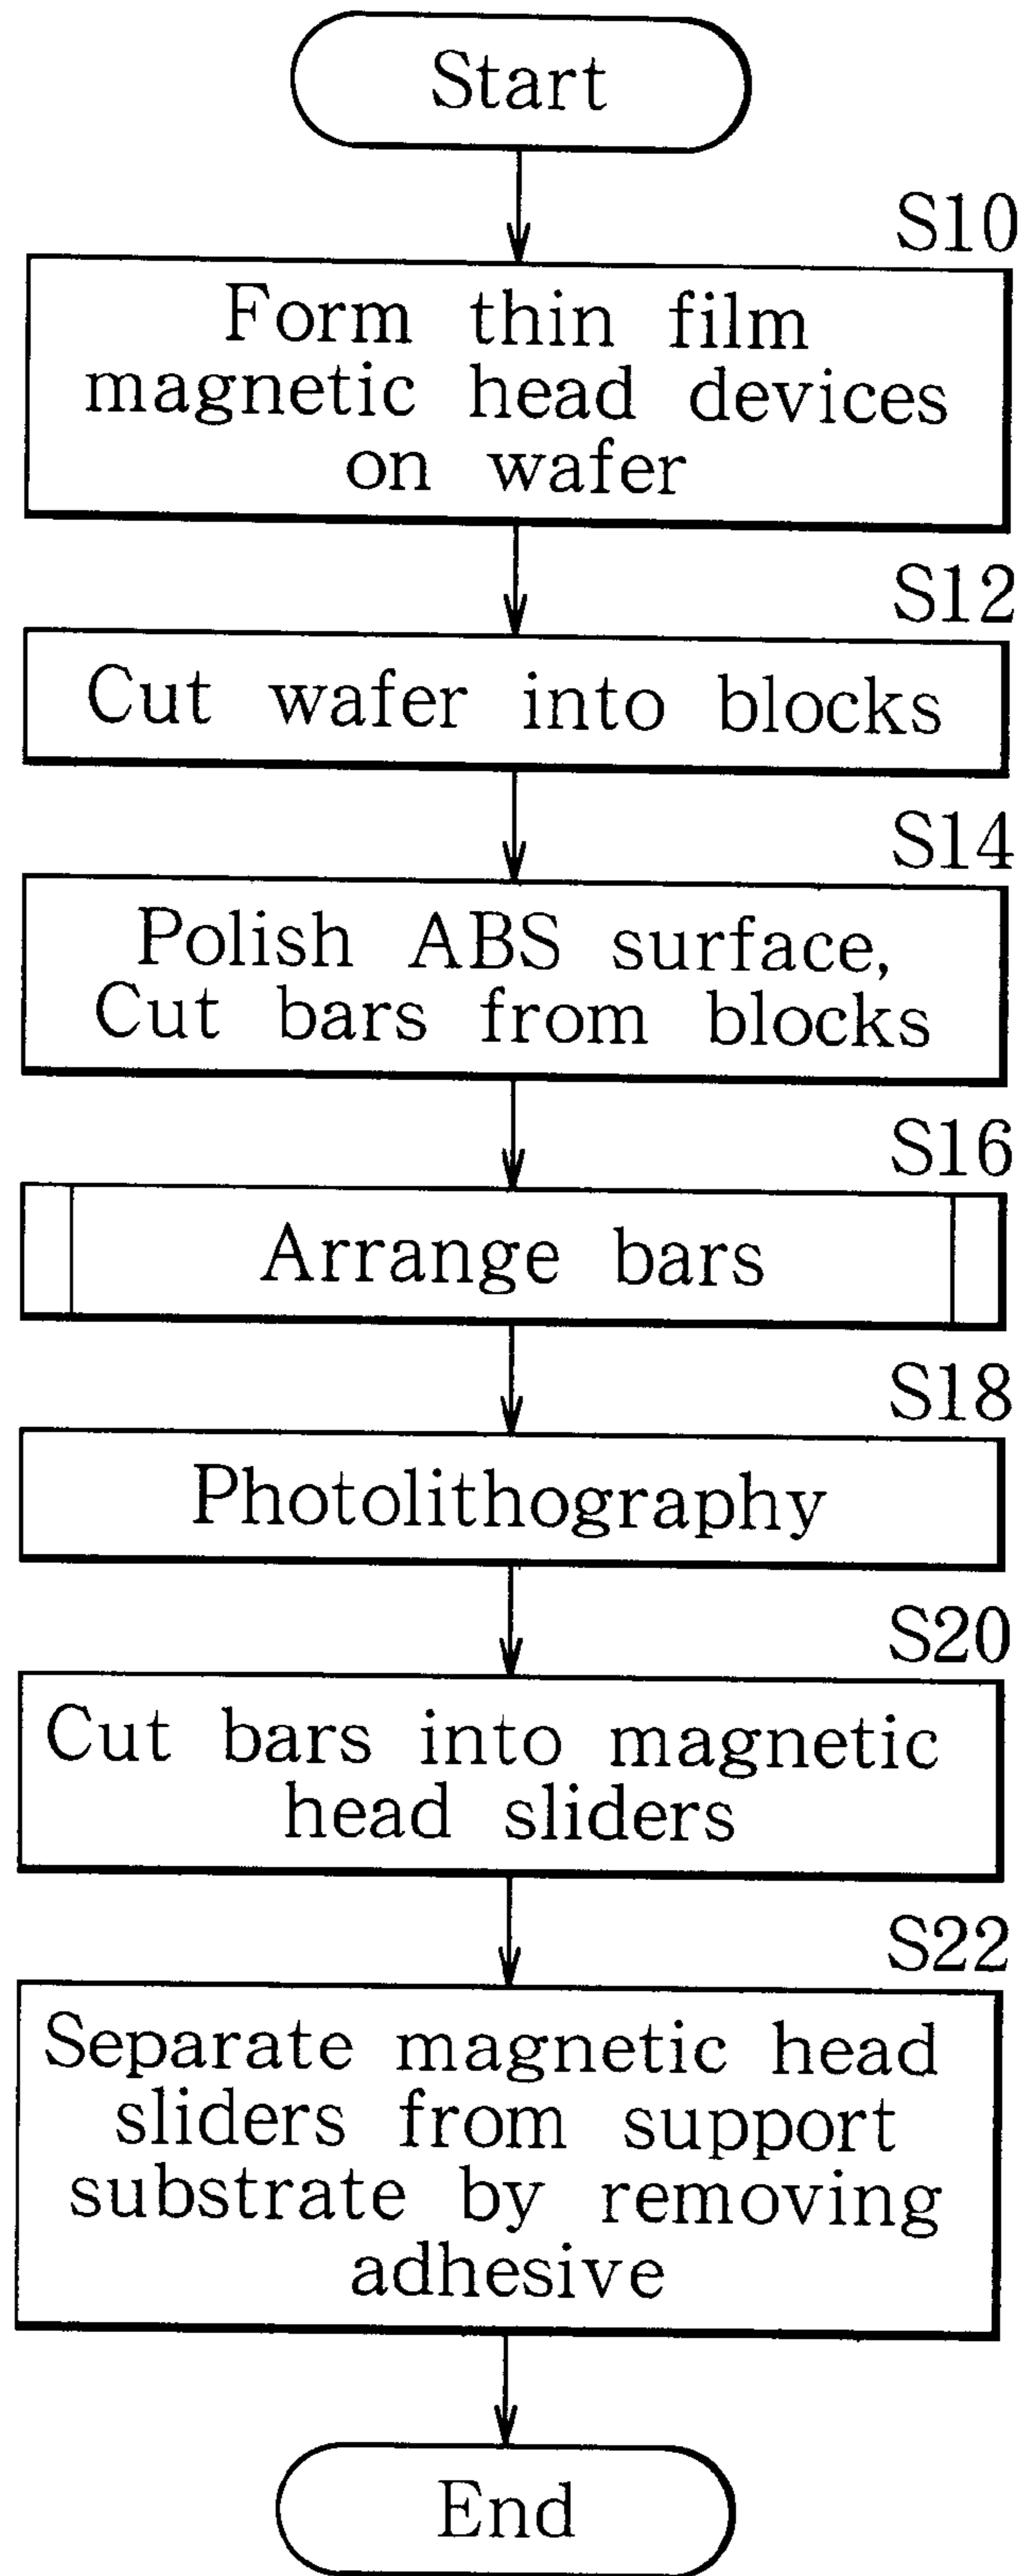 Start
S10
Form thin film
magnetic head devices
on wafer
S12
Cut wafer into blocks
S14
Polish ABS surface,
Cut bars from blocks
S16
Arrange bars
S18
Photolithography
S20
Cut bars into magnetic
head sliders
S22
Separate magnetic head
sliders from support
substrate by removing
adhesive
End